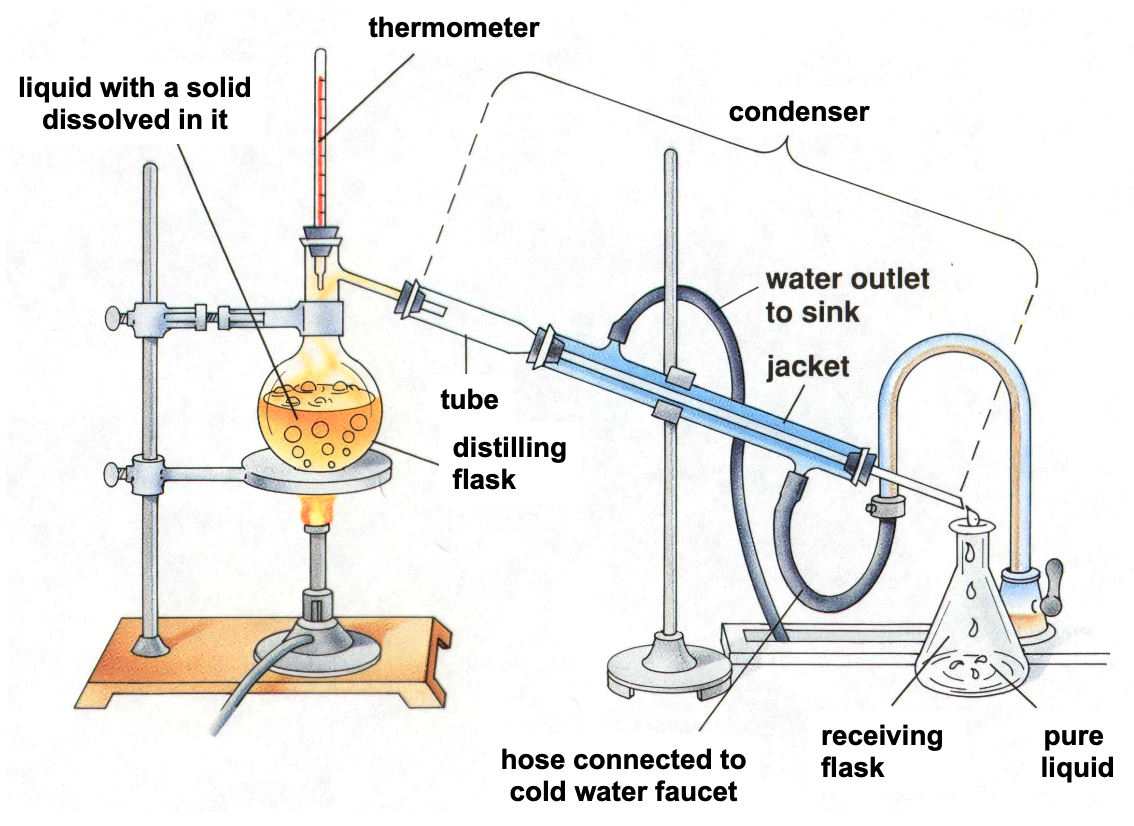 thermometer
liquid with a solid
dissolved in it
condenser
water outlet
to sink
jacket
tube
distilling
flask
receiving
flask
pure
liquid
hose connected to
cold water faucet